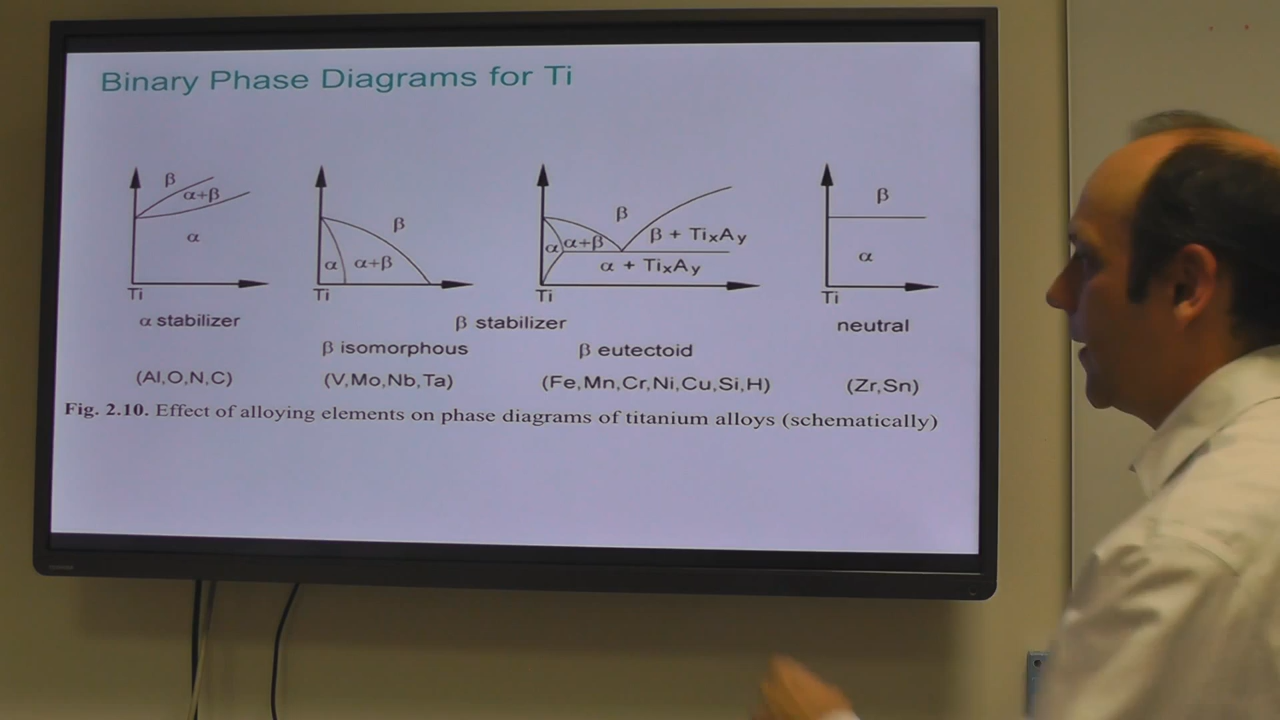 Binary Phase Diagrams for Ti
β
α+β
α
Ti
α stabilizer
(Al,O,N,C)
β
α
α+β
Ti
β stabilizer
β isomorphous
(V,Mo,Nb,Ta)
β
α
α+β
β + TixAy
α + TixAy
Ti
β eutectoid
(Fe,Mn,Cr,Ni,Cu,Si,H)
β
α
Ti
neutral
(Zr,Sn)
Fig. 2.10. Effect of alloying elements on phase diagrams of titanium alloys (schematically)